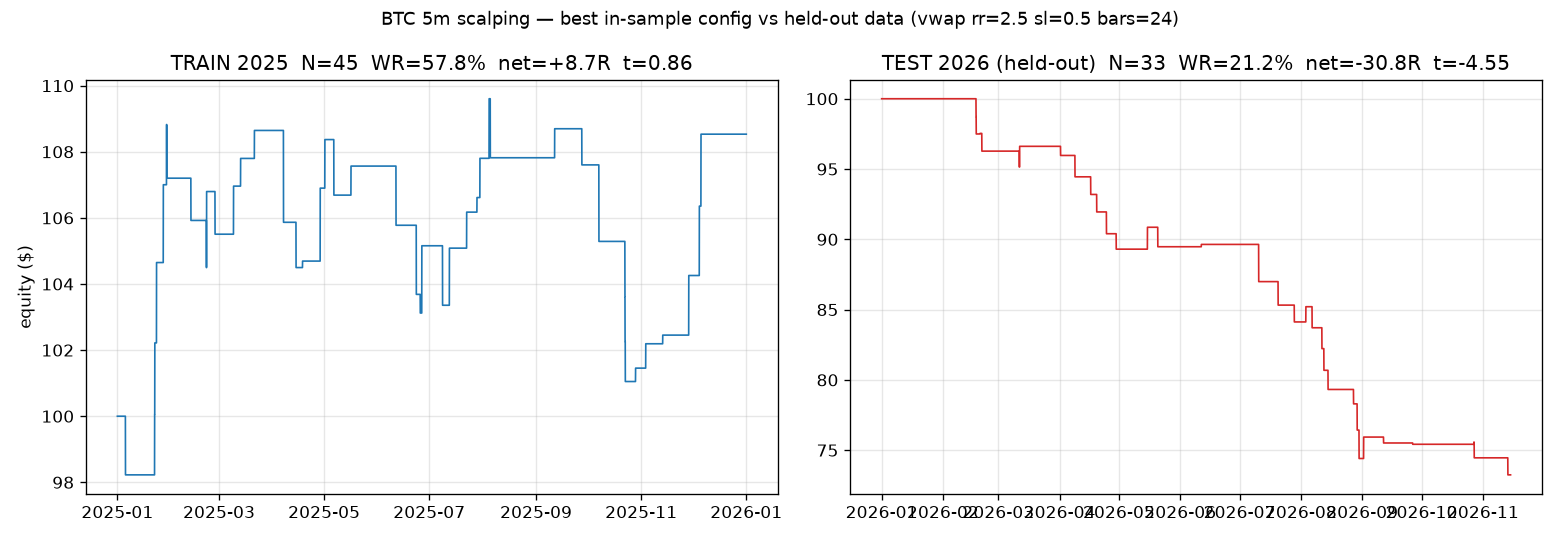 BTC 5m scalping — best in-sample config vs held-out data (vwap rr=2.5 sl=0.5 bars=24)
TRAIN 2025  N=45  WR=57.8%  net=+8.7R  t=0.86
equity ($)
110
108
106
104
102
100
98
2025-01 2025-03 2025-05 2025-07 2025-09 2025-11 2026-01
TEST 2026 (held-out)  N=33  WR=21.2%  net=-30.8R  t=-4.55
100
95
90
85
80
75
2026-01 2026-02 2026-03 2026-04 2026-05 2026-06 2026-07 2026-08 2026-09 2026-10 2026-11